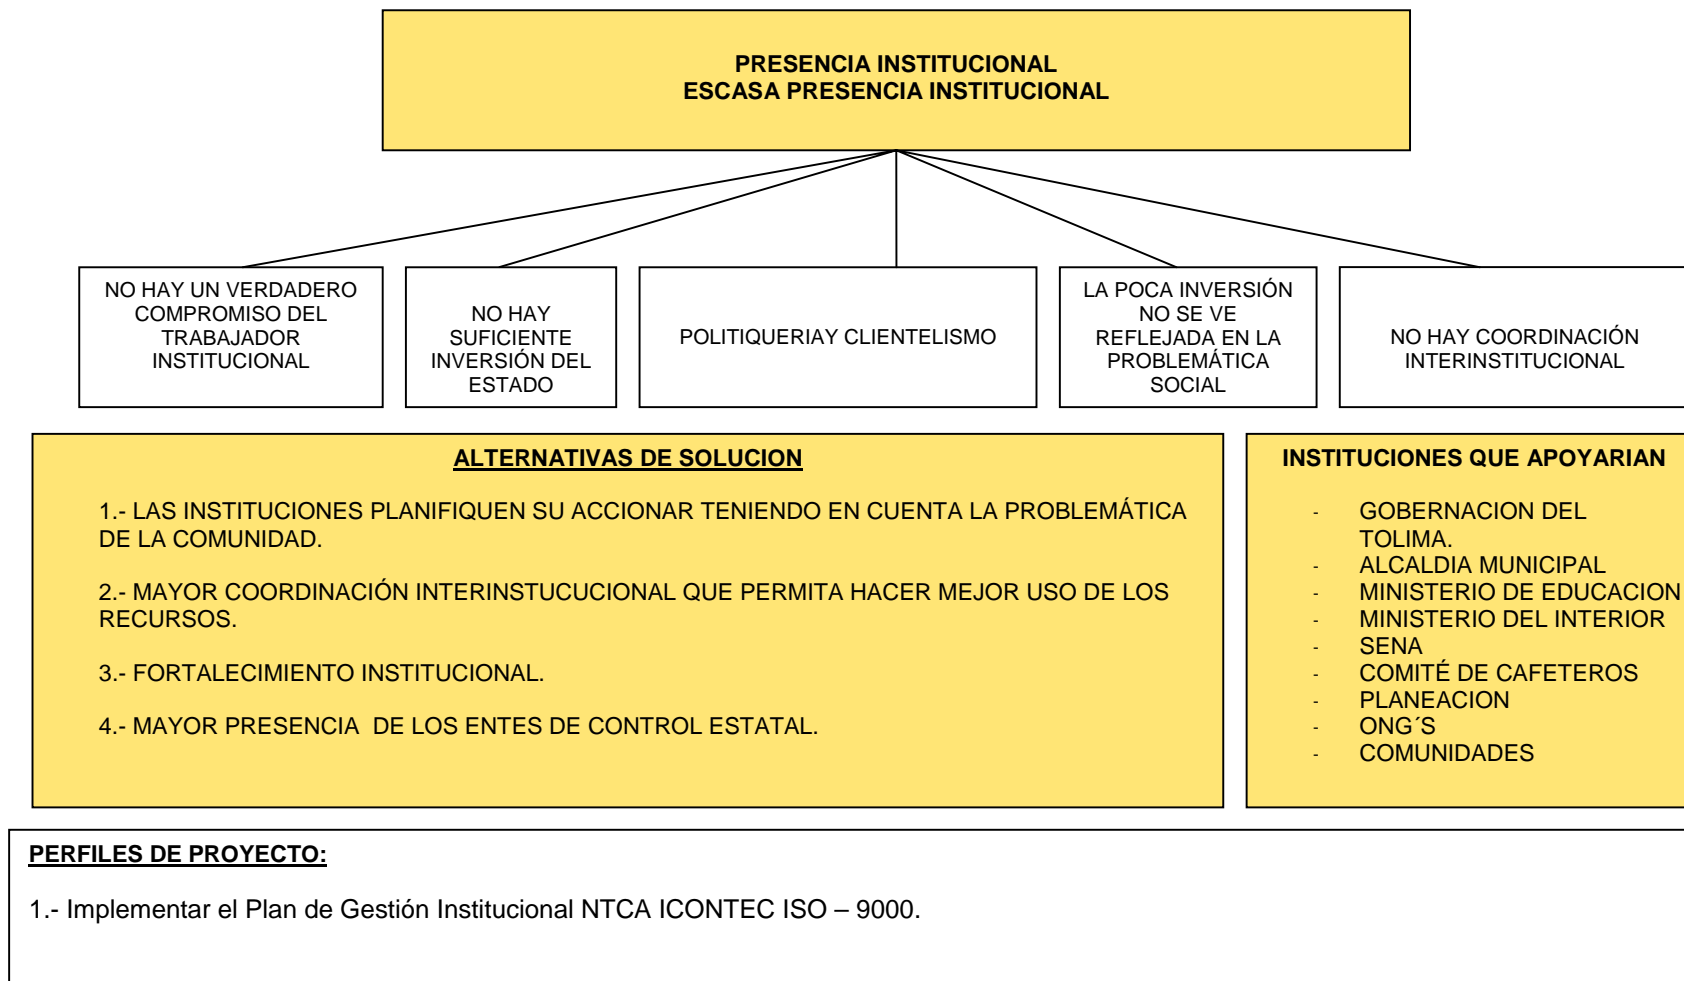 PRESENCIA INSTITUCIONAL
ESCASA PRESENCIA INSTITUCIONAL
NO HAY UN VERDADERO
COMPROMISO DEL
TRABAJADOR
INSTITUCIONAL
NO HAY
SUFICIENTE
INVERSIÓN DEL
ESTADO
POLITIQUERIAY CLIENTELISMO
LA POCA INVERSIÓN
NO SE VE
REFLEJADA EN LA
PROBLEMÁTICA
SOCIAL
NO HAY COORDINACIÓN
INTERINSTITUCIONAL
ALTERNATIVAS DE SOLUCION
1.- LAS INSTITUCIONES PLANIFIQUEN SU ACCIONAR TENIENDO EN CUENTA LA PROBLEMÁTICA
DE LA COMUNIDAD.
2.- MAYOR COORDINACIÓN INTERINSTUCUCIONAL QUE PERMITA HACER MEJOR USO DE LOS
RECURSOS.
3.- FORTALECIMIENTO INSTITUCIONAL.
4.- MAYOR PRESENCIA  DE LOS ENTES DE CONTROL ESTATAL.
INSTITUCIONES QUE APOYARIAN
- GOBERNACION DEL
TOLIMA.
- ALCALDIA MUNICIPAL
- MINISTERIO DE EDUCACION
- MINISTERIO DEL INTERIOR
- SENA
- COMITÉ DE CAFETEROS
- PLANEACION
- ONG´S
- COMUNIDADES
PERFILES DE PROYECTO:
1.- Implementar el Plan de Gestión Institucional NTCA ICONTEC ISO – 9000.